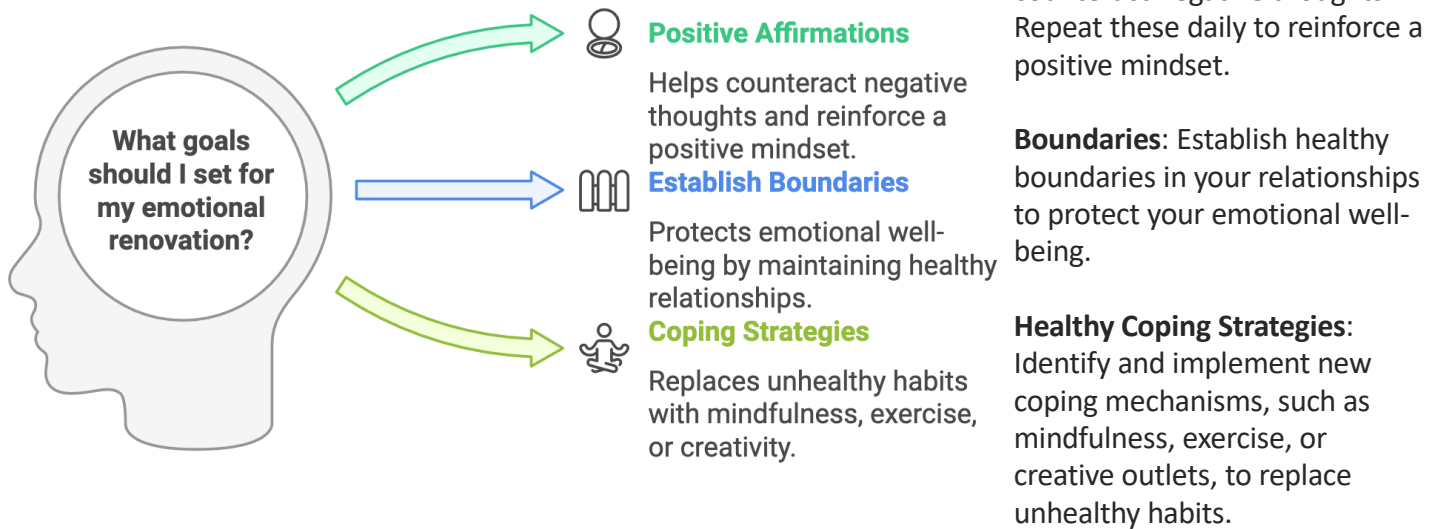 What goals
should I set for
my emotional
renovation?
Positive Affirmations
Helps counteract negative
thoughts and reinforce a
positive mindset.
Establish Boundaries
Protects emotional well-
being by maintaining healthy
relationships.
Coping Strategies
Replaces unhealthy habits
with mindfulness, exercise,
or creativity.
Repeat these daily to reinforce a
positive mindset.
Boundaries: Establish healthy
boundaries in your relationships
to protect your emotional well-
being.
Healthy Coping Strategies:
Identify and implement new
coping mechanisms, such as
mindfulness, exercise, or
creative outlets, to replace
unhealthy habits.